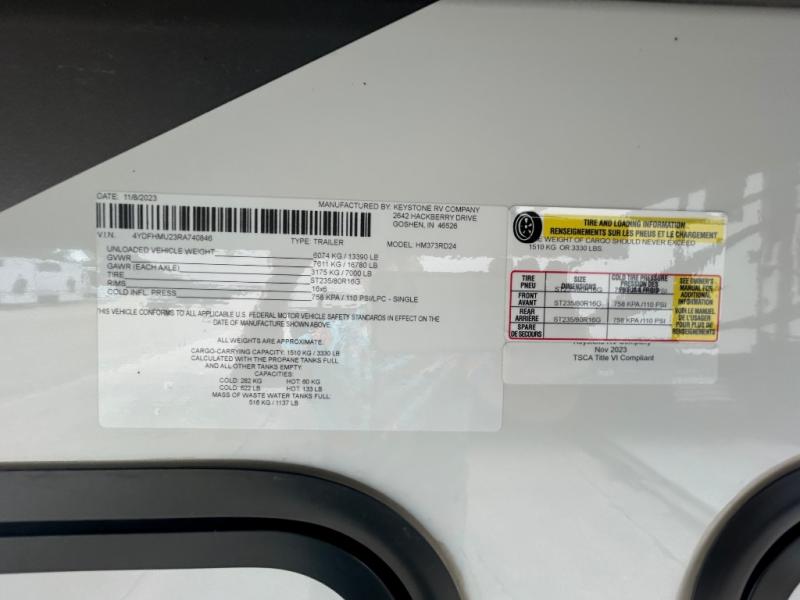 DATE: 11/8/2023
MANUFACTURED BY: KEYSTONE RV COMPANY
2642 HACKBERRY DRIVE
GOSHEN, IN 46526
V.I.N. 4YDFHMU23RA740846
TYPE: TRAILER MODEL: HM373RD24
UNLOADED VEHICLE WEIGHT 6074 KG / 13390 LB
GVWR 7611 KG / 16780 LB
GAWR (EACH AXLE) 3175 KG / 7000 LB
TIRE ST235/80R16G
RIMS 16x6
COLD INFL. PRESS 758 KPA / 110 PSI/LPC - SINGLE
THIS VEHICLE CONFORMS TO ALL APPLICABLE U.S. FEDERAL MOTOR VEHICLE SAFETY STANDARDS IN EFFECT ON THE
DATE OF MANUFACTURE SHOWN ABOVE.
ALL WEIGHTS ARE APPROXIMATE.
CARGO-CARRYING CAPACITY: 1510 KG / 3330 LB
CALCULATED WITH THE PROPANE TANKS FULL
AND ALL OTHER TANKS EMPTY.
CAPACITIES:
COLD: 282 KG HOT: 60 KG
COLD: 622 LB HOT: 133 LB
MASS OF WASTE WATER TANKS FULL:
516 KG / 1137 LB
TIRE AND LOADING INFORMATION
RENSEIGNEMENTS SUR LES PNEUS ET LE CHARGEMENT
WEIGHT OF CARGO SHOULD NEVER EXCEED
1510 KG OR 3330 LBS.
TIRE PNEU
SIZE DIMENSIONS
COLD TIRE PRESSURE
PRESSION DES PNEUS À FROID
SEE OWNER'S MANUAL FOR ADDITIONAL INFORMATION
FRONT AVANT ST235/80R16G 758 KPA/110 PSI
REAR ARRIÈRE ST235/80R16G 758 KPA/110 PSI
SPARE DE SECOURS
VOIR LE MANUEL DE L'USAGER POUR PLUS DE RENSEIGNEMENTS
Keystone RV Company
Nov 2023
TSCA Title VI Compliant